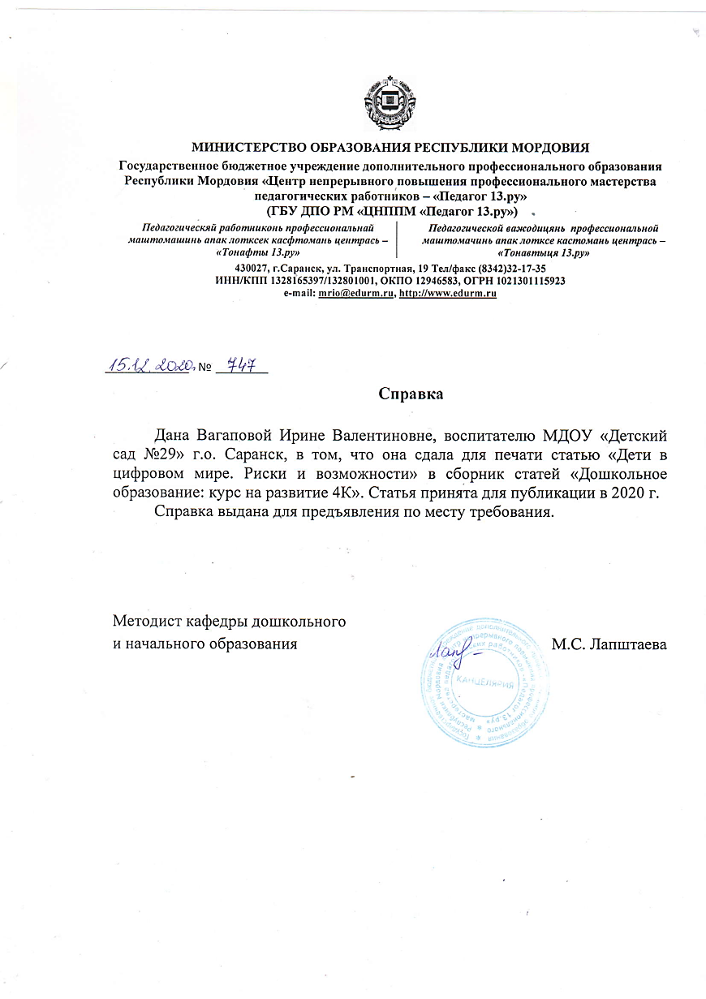 МИНИСТЕРСТВО ОБРАЗОВАНИЯ РЕСПУБЛИКИ МОРДОВИЯ
Государственное бюджетное учреждение дополнительного профессионального образования
Республики Мордовия «Центр непрерывного повышения профессионального мастерства
педагогических работников – «Педагог 13.ру»
(ГБУ ДПО РМ «ЦНППМ «Педагог 13.ру»)
Педагогическяй работниконь профессиональнай
маштомашинь апак лотксек касфтомань центрась –
«Тонафты 13.ру»
Педагогической важодицянь профессиональной
маштомачинь апак лотксе кастомань центрась –
«Тонавтыця 13.ру»
430027, г.Саранск, ул. Транспортная, 19 Тел/факс (8342)32-17-35
ИНН/КПП 1328165397/132801001, ОКПО 12946583, ОГРН 1021301115923
e-mail: mrio@edurm.ru, http://www.edurm.ru
15.12.2020, № 747
Справка
Дана Вагаповой Ирине Валентиновне, воспитателю МДОУ «Детский
сад №29» г.о. Саранск, в том, что она сдала для печати статью «Дети в
цифровом мире. Риски и возможности» в сборник статей «Дошкольное
образование: курс на развитие 4К». Статья принята для публикации в 2020 г.
Справка выдана для предъявления по месту требования.
Методист кафедры дошкольного
и начального образования
М.С. Лапштаева
КАНЦЕЛЯРИЯ